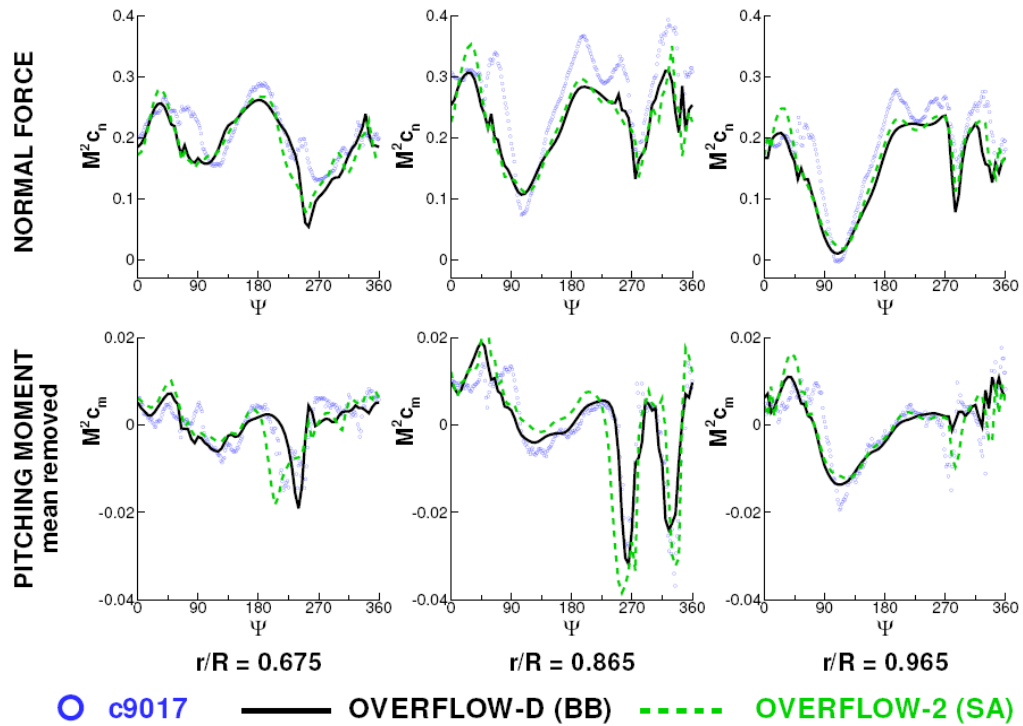 NORMAL FORCE
M²cₙ
0.4
0.3
0.2
0.1
0
0 90 180 270 360
Ψ
M²cₙ
0.4
0.3
0.2
0.1
0
0 90 180 270 360
Ψ
M²cₙ
0.4
0.3
0.2
0.1
0
0 90 180 270 360
Ψ
PITCHING MOMENT
mean removed
M²cₘ
0.02
0
-0.02
-0.04
0 90 180 270 360
Ψ
M²cₘ
0.02
0
-0.02
-0.04
0 90 180 270 360
Ψ
M²cₘ
0.02
0
-0.02
-0.04
0 90 180 270 360
Ψ
r/R = 0.675 r/R = 0.865 r/R = 0.965
c9017 OVERFLOW-D (BB) OVERFLOW-2 (SA)